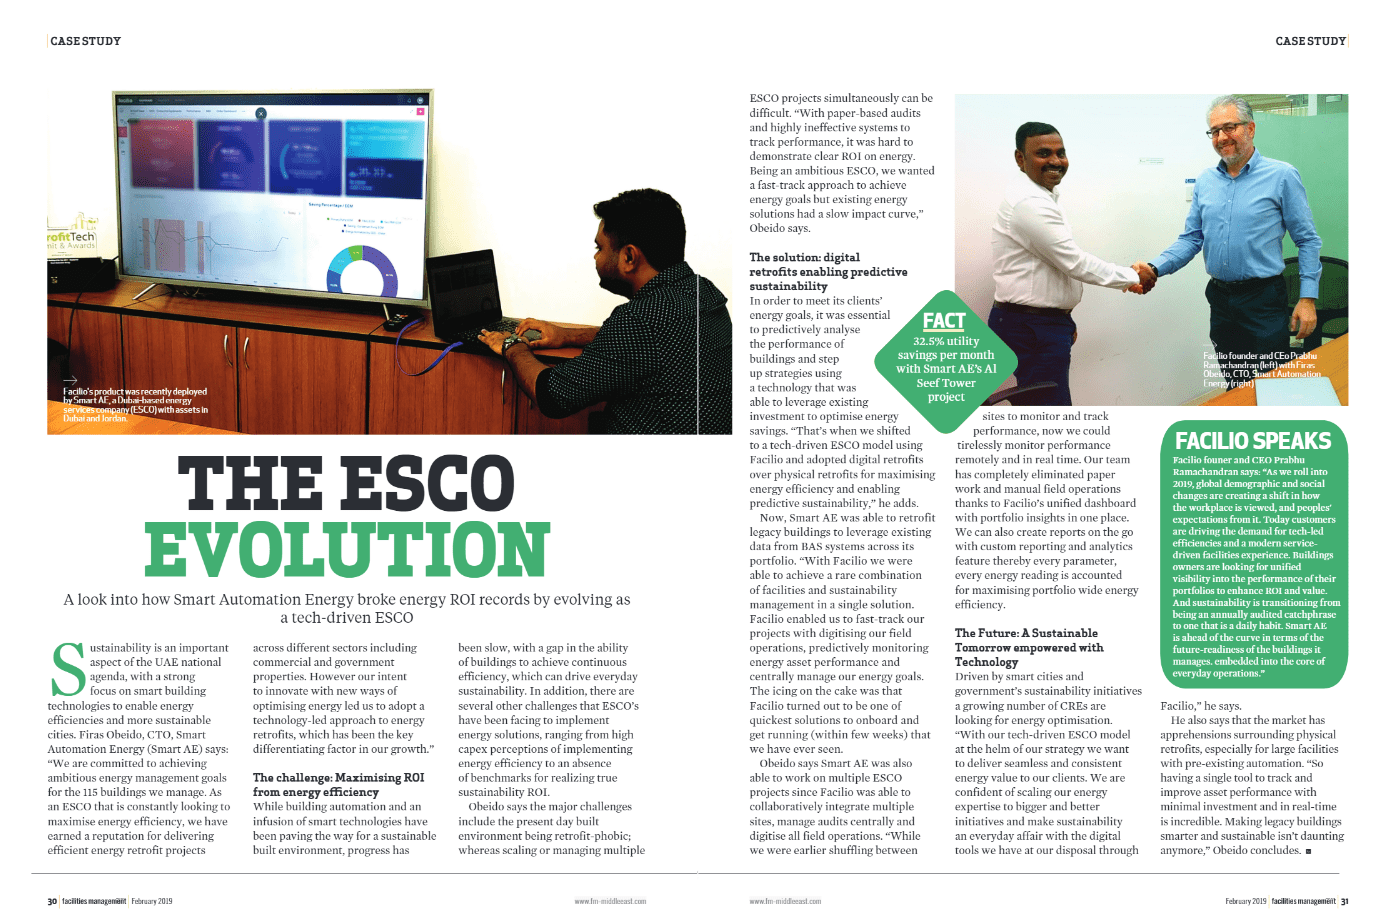 CASE STUDY
CASE STUDY
rofitTech
it & Awards
Saving Percentage / ECM
Facilio's product was recently deployed
by Smart AE, a Dubai-based energy
services company (ESCO) with assets in
Dubai and Jordan.
THE ESCO
EVOLUTION
A look into how Smart Automation Energy broke energy ROI records by evolving as
a tech-driven ESCO
Sustainability is an important
aspect of the UAE national
agenda, with a strong
focus on smart building
technologies to enable energy
efficiencies and more sustainable
cities. Firas Obeido, CTO, Smart
Automation Energy (Smart AE) says:
“We are committed to achieving
ambitious energy management goals
for the 115 buildings we manage. As
an ESCO that is constantly looking to
maximise energy efficiency, we have
earned a reputation for delivering
efficient energy retrofit projects
across different sectors including
commercial and government
properties. However our intent
to innovate with new ways of
optimising energy led us to adopt a
technology-led approach to energy
retrofits, which has been the key
differentiating factor in our growth.”
The challenge: Maximising ROI
from energy efficiency
While building automation and an
infusion of smart technologies have
been paving the way for a sustainable
built environment, progress has
been slow, with a gap in the ability
of buildings to achieve continuous
efficiency, which can drive everyday
sustainability. In addition, there are
several other challenges that ESCO’s
have been facing to implement
energy solutions, ranging from high
capex perceptions of implementing
energy efficiency to an absence
of benchmarks for realizing true
sustainability ROI.
Obeido says the major challenges
include the present day built
environment being retrofit-phobic;
whereas scaling or managing multiple
ESCO projects simultaneously can be
difficult. “With paper-based audits
and highly ineffective systems to
track performance, it was hard to
demonstrate clear ROI on energy.
Being an ambitious ESCO, we wanted
a fast-track approach to achieve
energy goals but existing energy
solutions had a slow impact curve,”
Obeido says.
The solution: digital
retrofits enabling predictive
sustainability
In order to meet its clients’
energy goals, it was essential
to predictively analyse
the performance of
buildings and step
up strategies using
a technology that was
able to leverage existing
investment to optimise energy
savings. “That’s when we shifted
to a tech-driven ESCO model using
Facilio and adopted digital retrofits
over physical retrofits for maximising
energy efficiency and enabling
predictive sustainability,” he adds.
Now, Smart AE was able to retrofit
legacy buildings to leverage existing
data from BAS systems across its
portfolio. “With Facilio we were
able to achieve a rare combination
of facilities and sustainability
management in a single solution.
Facilio enabled us to fast-track our
projects with digitising our field
operations, predictively monitoring
energy asset performance and
centrally manage our energy goals.
The icing on the cake was that
Facilio turned out to be one of
quickest solutions to onboard and
get running (within few weeks) that
we have ever seen.
Obeido says Smart AE was also
able to work on multiple ESCO
projects since Facilio was able to
collaboratively integrate multiple
sites, manage audits centrally and
digitise all field operations. “While
we were earlier shuffling between
FACT
32.5% utility
savings per month
with Smart AE’s Al
Seef Tower
project
Facilio founder and CEo Prabhu
Ramachandran (left) with Firas
Obeido, CTO, Smart Automation
Energy (right)
sites to monitor and track
performance, now we could
tirelessly monitor performance
remotely and in real time. Our team
has completely eliminated paper
work and manual field operations
thanks to Facilio’s unified dashboard
with portfolio insights in one place.
We can also create reports on the go
with custom reporting and analytics
feature thereby every parameter,
every energy reading is accounted
for maximising portfolio wide energy
efficiency.
The Future: A Sustainable
Tomorrow empowered with
Technology
Driven by smart cities and
government’s sustainability initiatives
a growing number of CREs are
looking for energy optimisation.
“With our tech-driven ESCO model
at the helm of our strategy we want
to deliver seamless and consistent
energy value to our clients. We are
confident of scaling our energy
expertise to bigger and better
initiatives and make sustainability
an everyday affair with the digital
tools we have at our disposal through
FACILIO SPEAKS
Facilio founer and CEO Prabhu
Ramachandran says: “As we roll into
2019, global demographic and social
changes are creating a shift in how
the workplace is viewed, and peoples’
expectations from it. Today customers
are driving the demand for tech-led
efficiencies and a modern service-
driven facilities experience. Buildings
owners are looking for unified
visibility into the performance of their
portfolios to enhance ROI and value.
And sustainability is transitioning from
being an annually audited catchphrase
to one that is a daily habit. Smart AE
is ahead of the curve in terms of the
future-readiness of the buildings it
manages. embedded into the core of
everyday operations.”
Facilio,” he says.
He also says that the market has
apprehensions surrounding physical
retrofits, especially for large facilities
with pre-existing automation. “So
having a single tool to track and
improve asset performance with
minimal investment and in real-time
is incredible. Making legacy buildings
smarter and sustainable isn’t daunting
anymore,” Obeido concludes.
30 facilities management February 2019
www.fm-middleeast.com
www.fm-middleeast.com
February 2019 facilities management 31